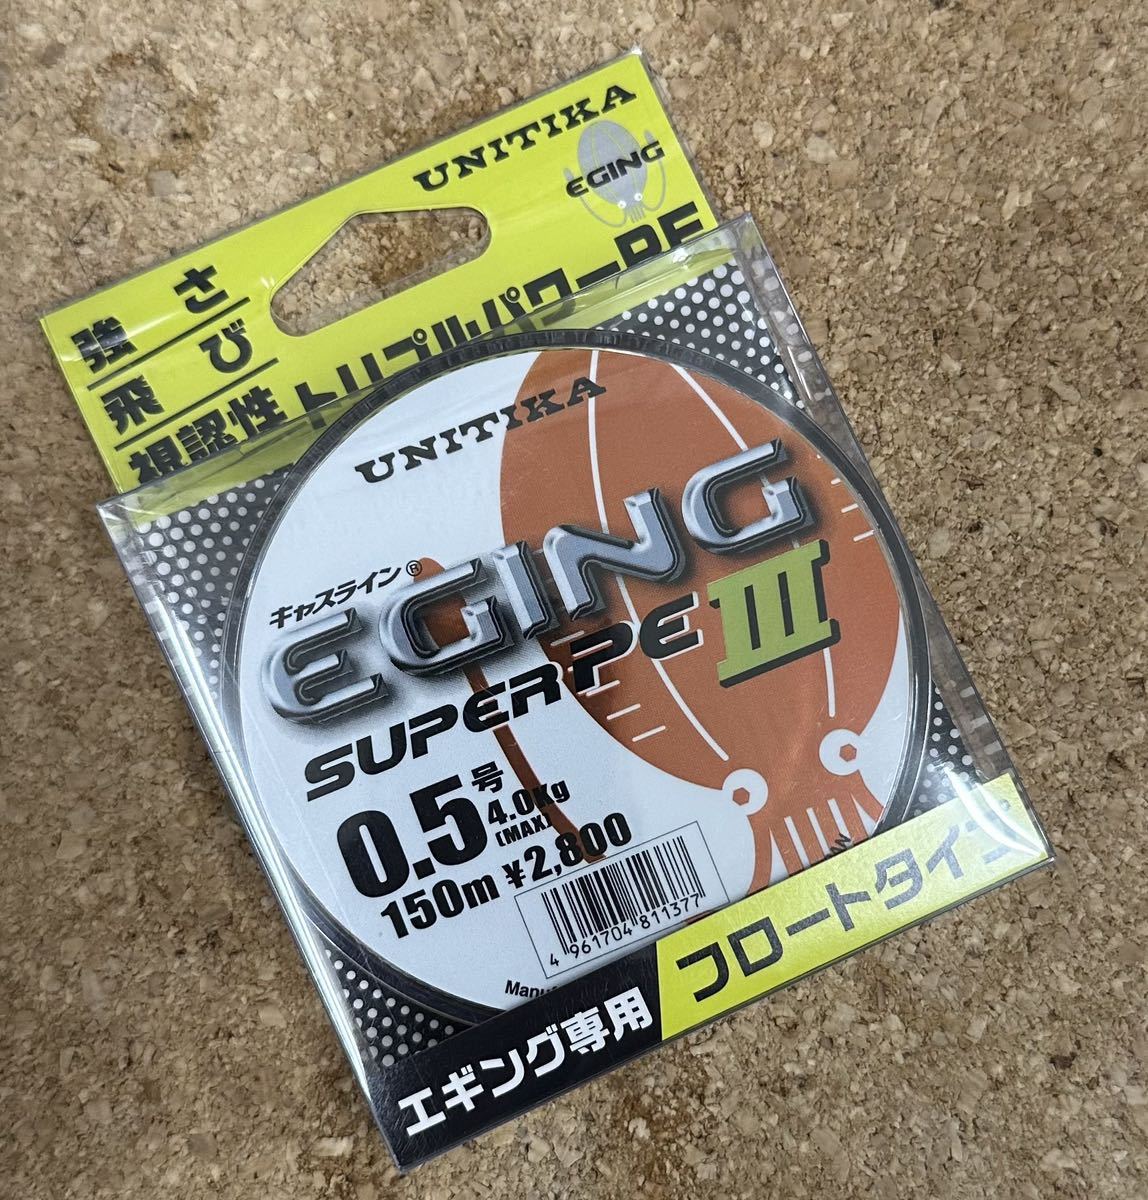 UNITIKA
EGING
強さ
飛び
視認性
トリプルパワーPE
UNITIKA
キャスライン®
EGING
SUPER PE III
0.5号
4.0Kg
(MAX)
150m ¥2,800
4 961704 811377
エギング専用
フロートタイプ